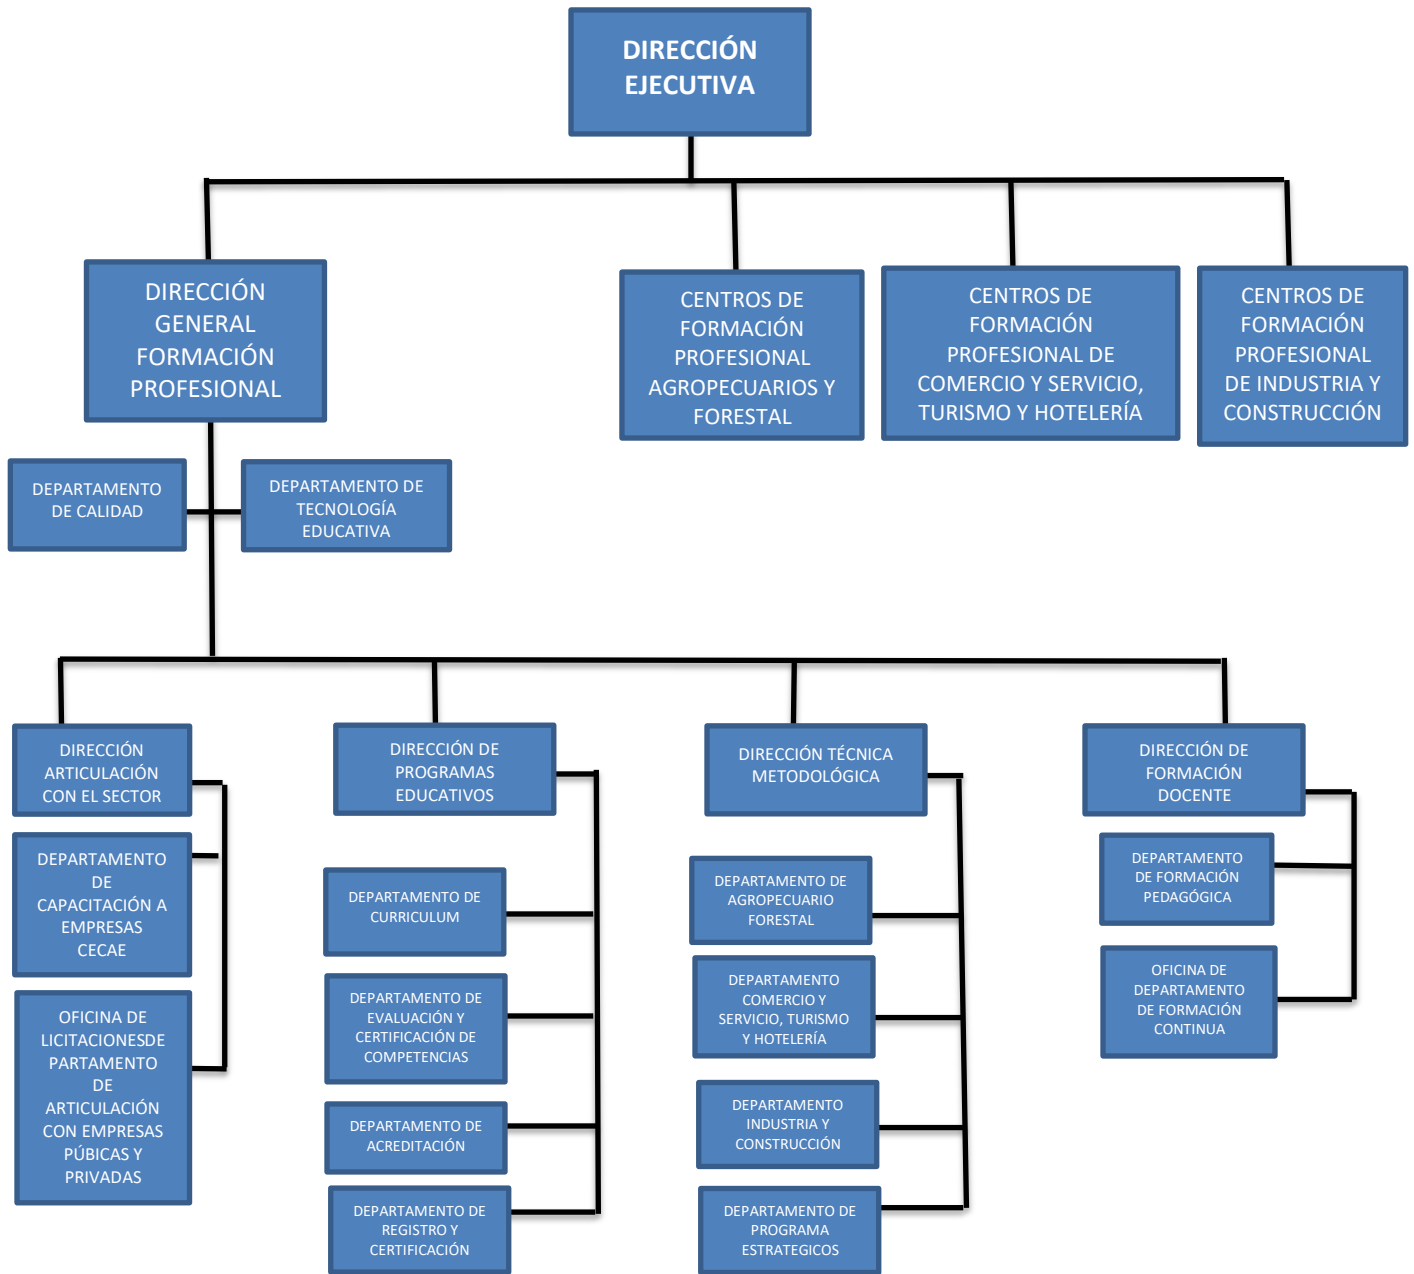 DIRECCIÓN
EJECUTIVA
DIRECCIÓN
GENERAL
FORMACIÓN
PROFESIONAL
CENTROS DE
FORMACIÓN
PROFESIONAL
AGROPECUARIOS Y
FORESTAL
CENTROS DE
FORMACIÓN
PROFESIONAL DE
COMERCIO Y SERVICIO,
TURISMO Y HOTELERÍA
CENTROS DE
FORMACIÓN
PROFESIONAL
DE INDUSTRIA Y
CONSTRUCCIÓN
DEPARTAMENTO
DE CALIDAD
DEPARTAMENTO DE
TECNOLOGÍA
EDUCATIVA
DIRECCIÓN
ARTICULACIÓN
CON EL SECTOR
DEPARTAMENTO
DE
CAPACITACIÓN A
EMPRESAS
CECAE
OFICINA DE
LICITACIONESDE
PARTAMENTO
DE
ARTICULACIÓN
CON EMPRESAS
PÚBICAS Y
PRIVADAS
DIRECCIÓN DE
PROGRAMAS
EDUCATIVOS
DEPARTAMENTO DE
CURRICULUM
DEPARTAMENTO DE
EVALUACIÓN Y
CERTIFICACIÓN DE
COMPETENCIAS
DEPARTAMENTO DE
ACREDITACIÓN
DEPARTAMENTO DE
REGISTRO Y
CERTIFICACIÓN
DIRECCIÓN TÉCNICA
METODOLÓGICA
DEPARTAMENTO DE
AGROPECUARIO
FORESTAL
DEPARTAMENTO
COMERCIO Y
SERVICIO, TURISMO
Y HOTELERÍA
DEPARTAMENTO
INDUSTRIA Y
CONSTRUCCIÓN
DEPARTAMENTO DE
PROGRAMA
ESTRATEGICOS
DIRECCIÓN DE
FORMACIÓN
DOCENTE
DEPARTAMENTO
DE FORMACIÓN
PEDAGÓGICA
OFICINA DE
DEPARTAMENTO
DE FORMACIÓN
CONTINUA